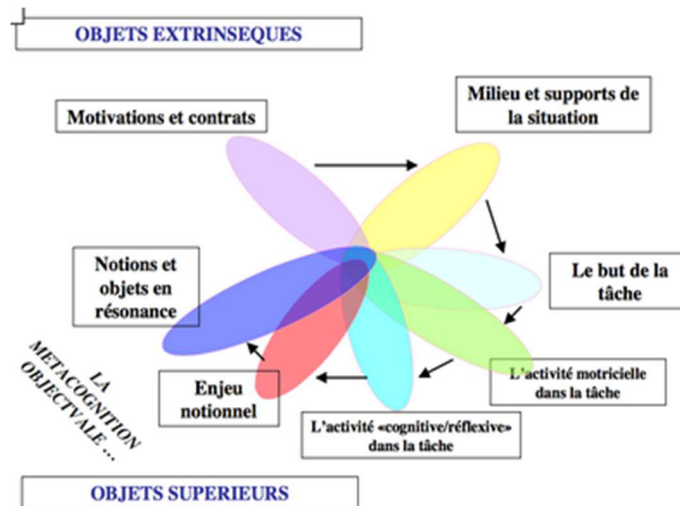 OBJETS EXTRINSEQUES
Motivations et contrats
Milieu et supports de
la situation
Notions et
objets en
résonance
Le but de la
tâche
L'activité motricielle
dans la tâche
Enjeu
notionnel
L'activité «cognitive/réflexive»
dans la tâche
LA
METACOGNITION
OBJECTVALE ...
OBJETS SUPERIEURS